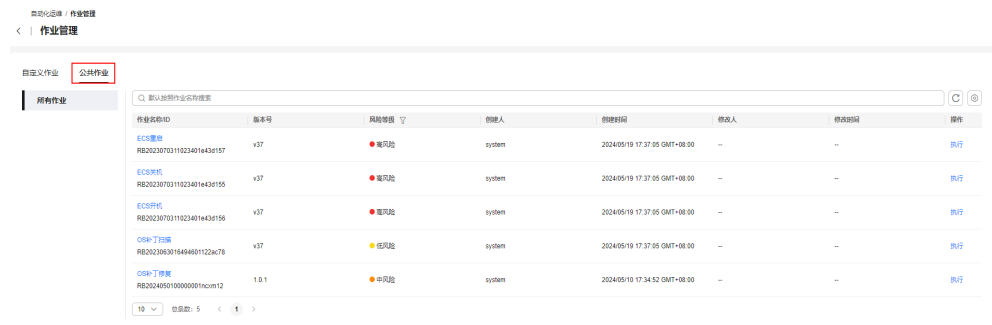 自动化运维 / 作业管理
作业管理
自定义作业 公共作业
所有作业
默认按照作业名称搜索
作业名称/ID 版本号 风险等级 创建人 创建时间 修改人 修改时间 操作
ECS重启
RB2023070311023401e43d157 v37 高风险 system 2024/05/19 17:37:05 GMT+08:00 -- -- 执行
ECS关机
RB2023070311023401e43d155 v37 高风险 system 2024/05/19 17:37:05 GMT+08:00 -- -- 执行
ECS开机
RB2023070311023401e43d156 v37 高风险 system 2024/05/19 17:37:05 GMT+08:00 -- -- 执行
OS补丁扫描
RB2023063016494601122ac78 v37 低风险 system 2024/05/19 17:37:05 GMT+08:00 -- -- 执行
OS补丁修复
RB2024050100000001ncxm12 1.0.1 中风险 system 2024/05/10 17:34:52 GMT+08:00 -- -- 执行
10 总条数: 5 < 1 >